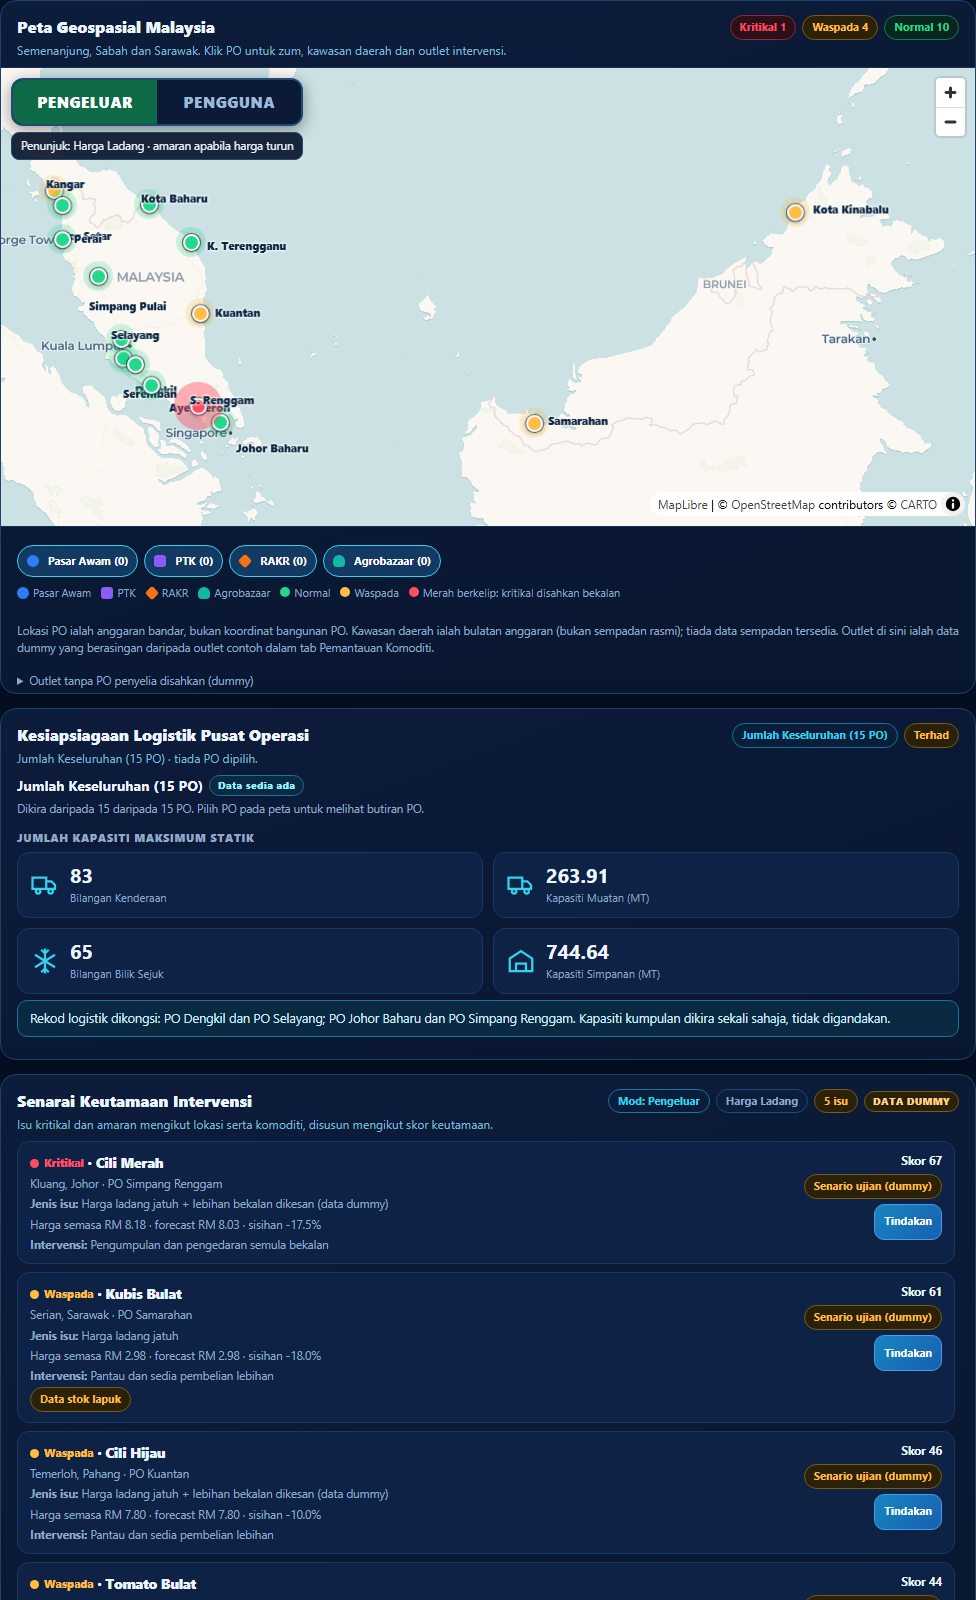 Peta Geospasial Malaysia
Kritikal 1
Waspada 4
Normal 10
Semenanjung, Sabah dan Sarawak. Klik PO untuk zum, kawasan daerah dan outlet intervensi.
PENGELUAR
PENGGUNA
+
−
Penunjuk: Harga Ladang · amaran apabila harga turun
Kangar
Kota Baharu
Kota Kinabalu
Perai
K. Terengganu
MALAYSIA
BRUNEI
Simpang Pulai
Kuantan
Selayang
Tarakan
Seremban
S. Renggam
Samarahan
Singapore
Johor Baharu
MapLibre | © OpenStreetMap contributors © CARTO
Pasar Awam (0)
PTK (0)
RAKR (0)
Agrobazaar (0)
Pasar Awam
PTK
RAKR
Agrobazaar
Normal
Waspada
Merah berkelip: kritikal disahkan bekalan
Lokasi PO ialah anggaran bandar, bukan koordinat bangunan PO. Kawasan daerah ialah bulatan anggaran (bukan sempadan rasmi); tiada data sempadan tersedia. Outlet di sini ialah data
dummy yang berasingan daripada outlet contoh dalam tab Pemantauan Komoditi.
Outlet tanpa PO penyelia disahkan (dummy)
Kesiapsiagaan Logistik Pusat Operasi
Jumlah Keseluruhan (15 PO)
Terhad
Jumlah Keseluruhan (15 PO) · tiada PO dipilih.
Jumlah Keseluruhan (15 PO)
Data sedia ada
Dikira daripada 15 daripada 15 PO. Pilih PO pada peta untuk melihat butiran PO.
JUMLAH KAPASITI MAKSIMUM STATIK
83
Bilangan Kenderaan
263.91
Kapasiti Muatan (MT)
65
Bilangan Bilik Sejuk
744.64
Kapasiti Simpanan (MT)
Rekod logistik dikongsi: PO Dengkil dan PO Selayang; PO Johor Baharu dan PO Simpang Renggam. Kapasiti kumpulan dikira sekali sahaja, tidak digandakan.
Senarai Keutamaan Intervensi
Mod: Pengeluar
Harga Ladang
5 isu
DATA DUMMY
Isu kritikal dan amaran mengikut lokasi serta komoditi, disusun mengikut skor keutamaan.
Kritikal · Cili Merah
Skor 67
Kluang, Johor · PO Simpang Renggam
Senario ujian (dummy)
Jenis isu: Harga ladang jatuh + lebihan bekalan dikesan (data dummy)
Tindakan
Harga semasa RM 8.18 · forecast RM 8.03 · sisihan -17.5%
Intervensi: Pengumpulan dan pengedaran semula bekalan
Waspada · Kubis Bulat
Skor 61
Serian, Sarawak · PO Samarahan
Senario ujian (dummy)
Jenis isu: Harga ladang jatuh
Tindakan
Harga semasa RM 2.98 · forecast RM 2.98 · sisihan -18.0%
Intervensi: Pantau dan sedia pembelian lebihan
Data stok lapuk
Waspada · Cili Hijau
Skor 46
Temerloh, Pahang · PO Kuantan
Senario ujian (dummy)
Jenis isu: Harga ladang jatuh + lebihan bekalan dikesan (data dummy)
Tindakan
Harga semasa RM 7.80 · forecast RM 7.80 · sisihan -10.0%
Intervensi: Pantau dan sedia pembelian lebihan
Waspada · Tomato Bulat
Skor 44